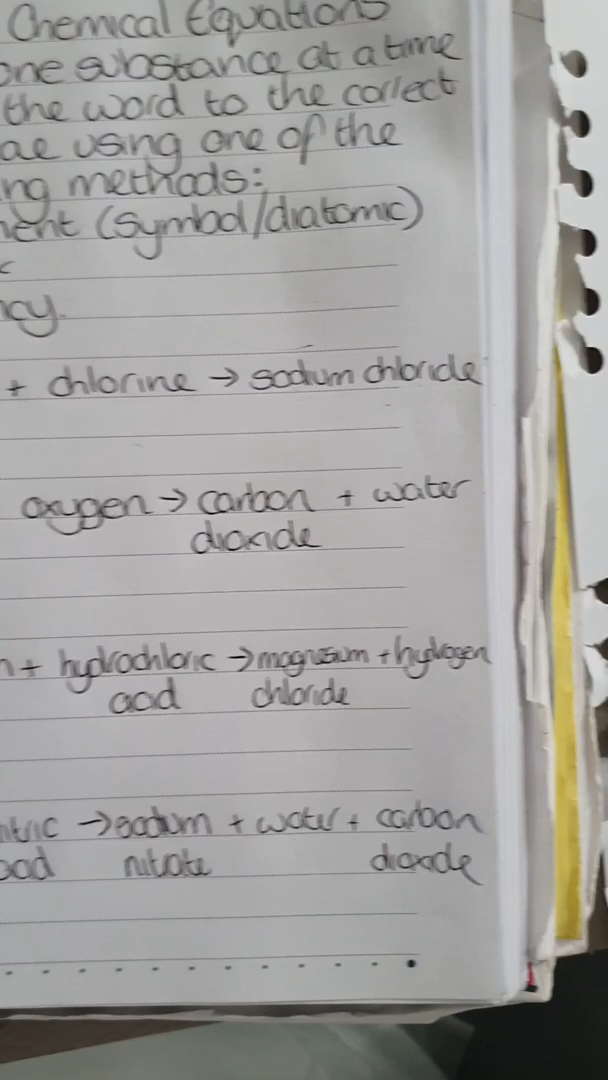 Chemical Equations
one substance at a time
the word to the correct
ae using one of the
ng methods:
ent (symbol/diatomic)
c
cy.
+ chlorine → sodium chloride
oxygen → carbon + water
dioxide
+ hydrochloric → magnesium + hydrogen
acid chloride
itric → sodium + water + carbon
acid nitrate dioxide